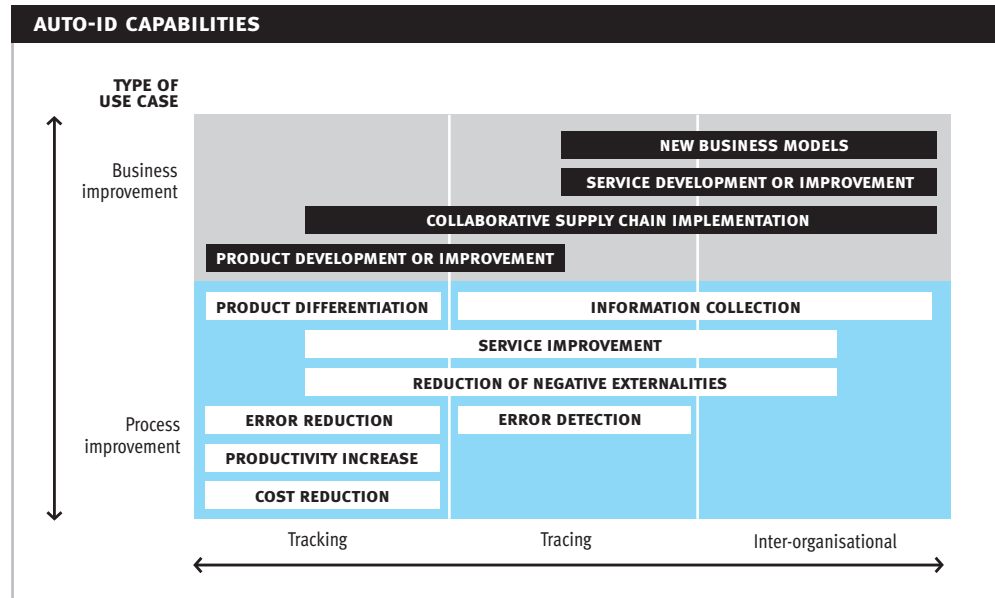 AUTO-ID CAPABILITIES
TYPE OF
USE CASE
Business
improvement
NEW BUSINESS MODELS
SERVICE DEVELOPMENT OR IMPROVEMENT
COLLABORATIVE SUPPLY CHAIN IMPLEMENTATION
PRODUCT DEVELOPMENT OR IMPROVEMENT
PRODUCT DIFFERENTIATION
INFORMATION COLLECTION
SERVICE IMPROVEMENT
REDUCTION OF NEGATIVE EXTERNALITIES
Process
improvement
ERROR REDUCTION
ERROR DETECTION
PRODUCTIVITY INCREASE
COST REDUCTION
Tracking
Tracing
Inter-organisational